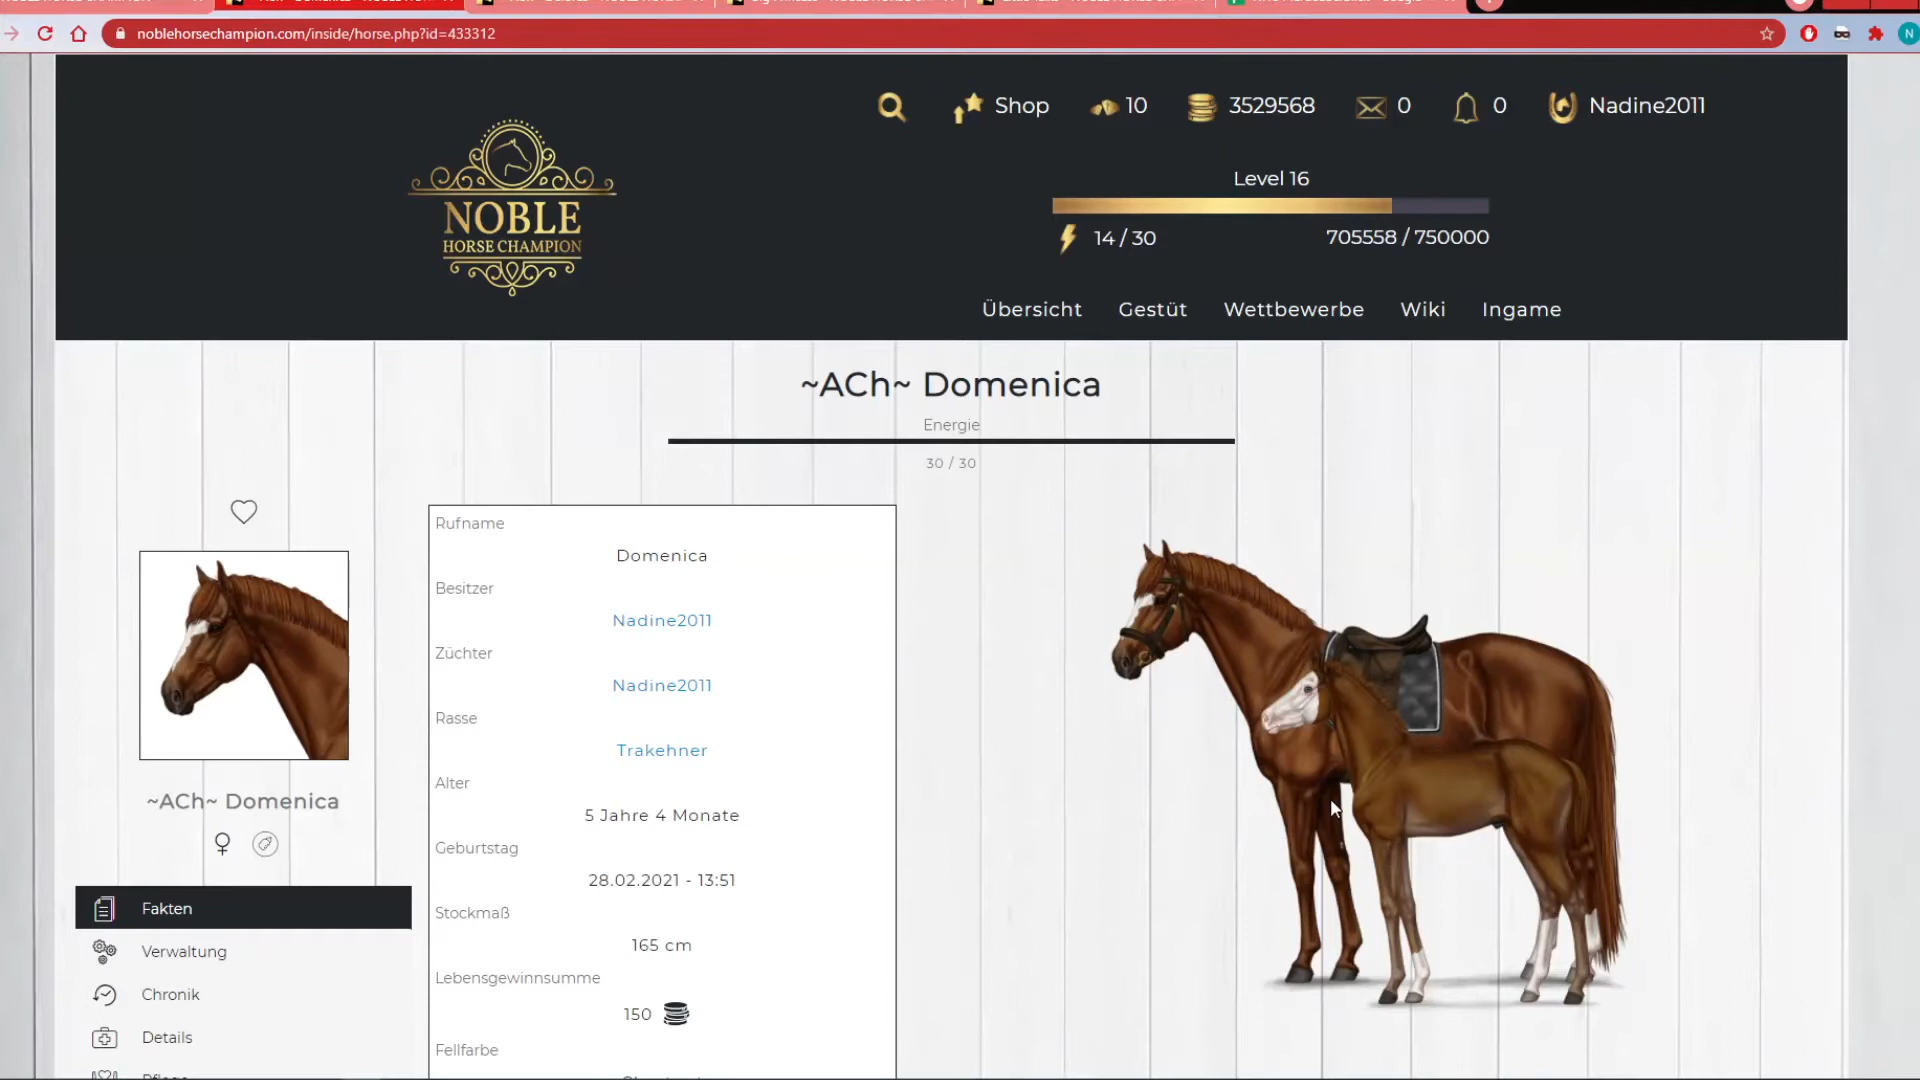 noblehorsechampion.com/inside/horse.php?id=433312
N
Shop
10
3529568
0
0
Nadine2011
Level 16
14 / 30
705558 / 750000
NOBLE
HORSE CHAMPION
Übersicht
Gestüt
Wettbewerbe
Wiki
Ingame
~ACh~ Domenica
Energie
30 / 30
Rufname
Domenica
Besitzer
Nadine2011
Züchter
Nadine2011
Rasse
Trakehner
Alter
5 Jahre 4 Monate
Geburtstag
28.02.2021 - 13:51
Stockmaß
165 cm
Lebensgewinnsumme
150
Fellfarbe
~ACh~ Domenica
Fakten
Verwaltung
Chronik
Details